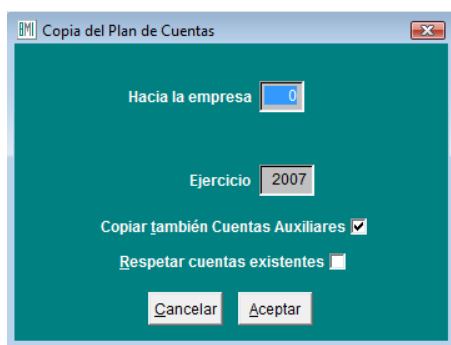 BMI Copia del Plan de Cuentas
Hacia la empresa 0
Ejercicio 2007
Copiar también Cuentas Auxiliares
Respetar cuentas existentes
Cancelar Aceptar